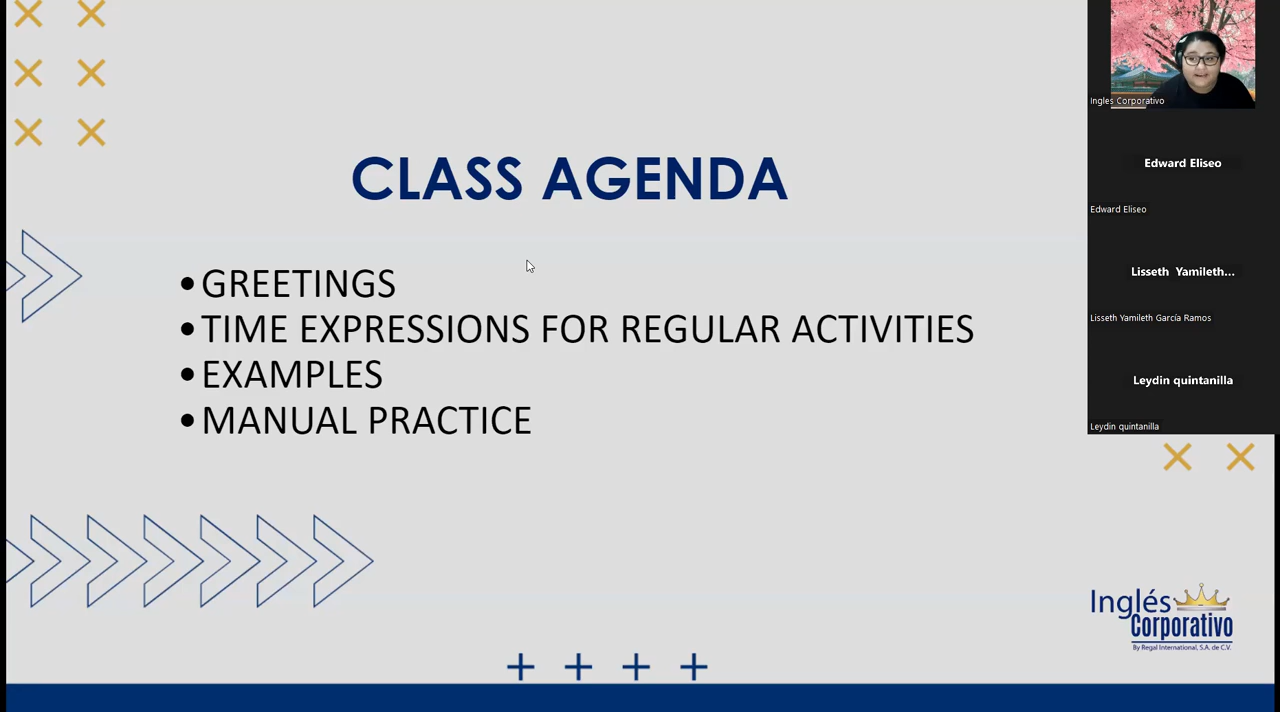 CLASS AGENDA
•GREETINGS
•TIME EXPRESSIONS FOR REGULAR ACTIVITIES
•EXAMPLES
•MANUAL PRACTICE
Ingles Corporativo
Edward Eliseo
Edward Eliseo
Lisseth Yamileth...
Lisseth Yamileth García Ramos
Leydin quintanilla
Leydin quintanilla
Inglés
Corporativo
By Regal International, S.A. de C.V.